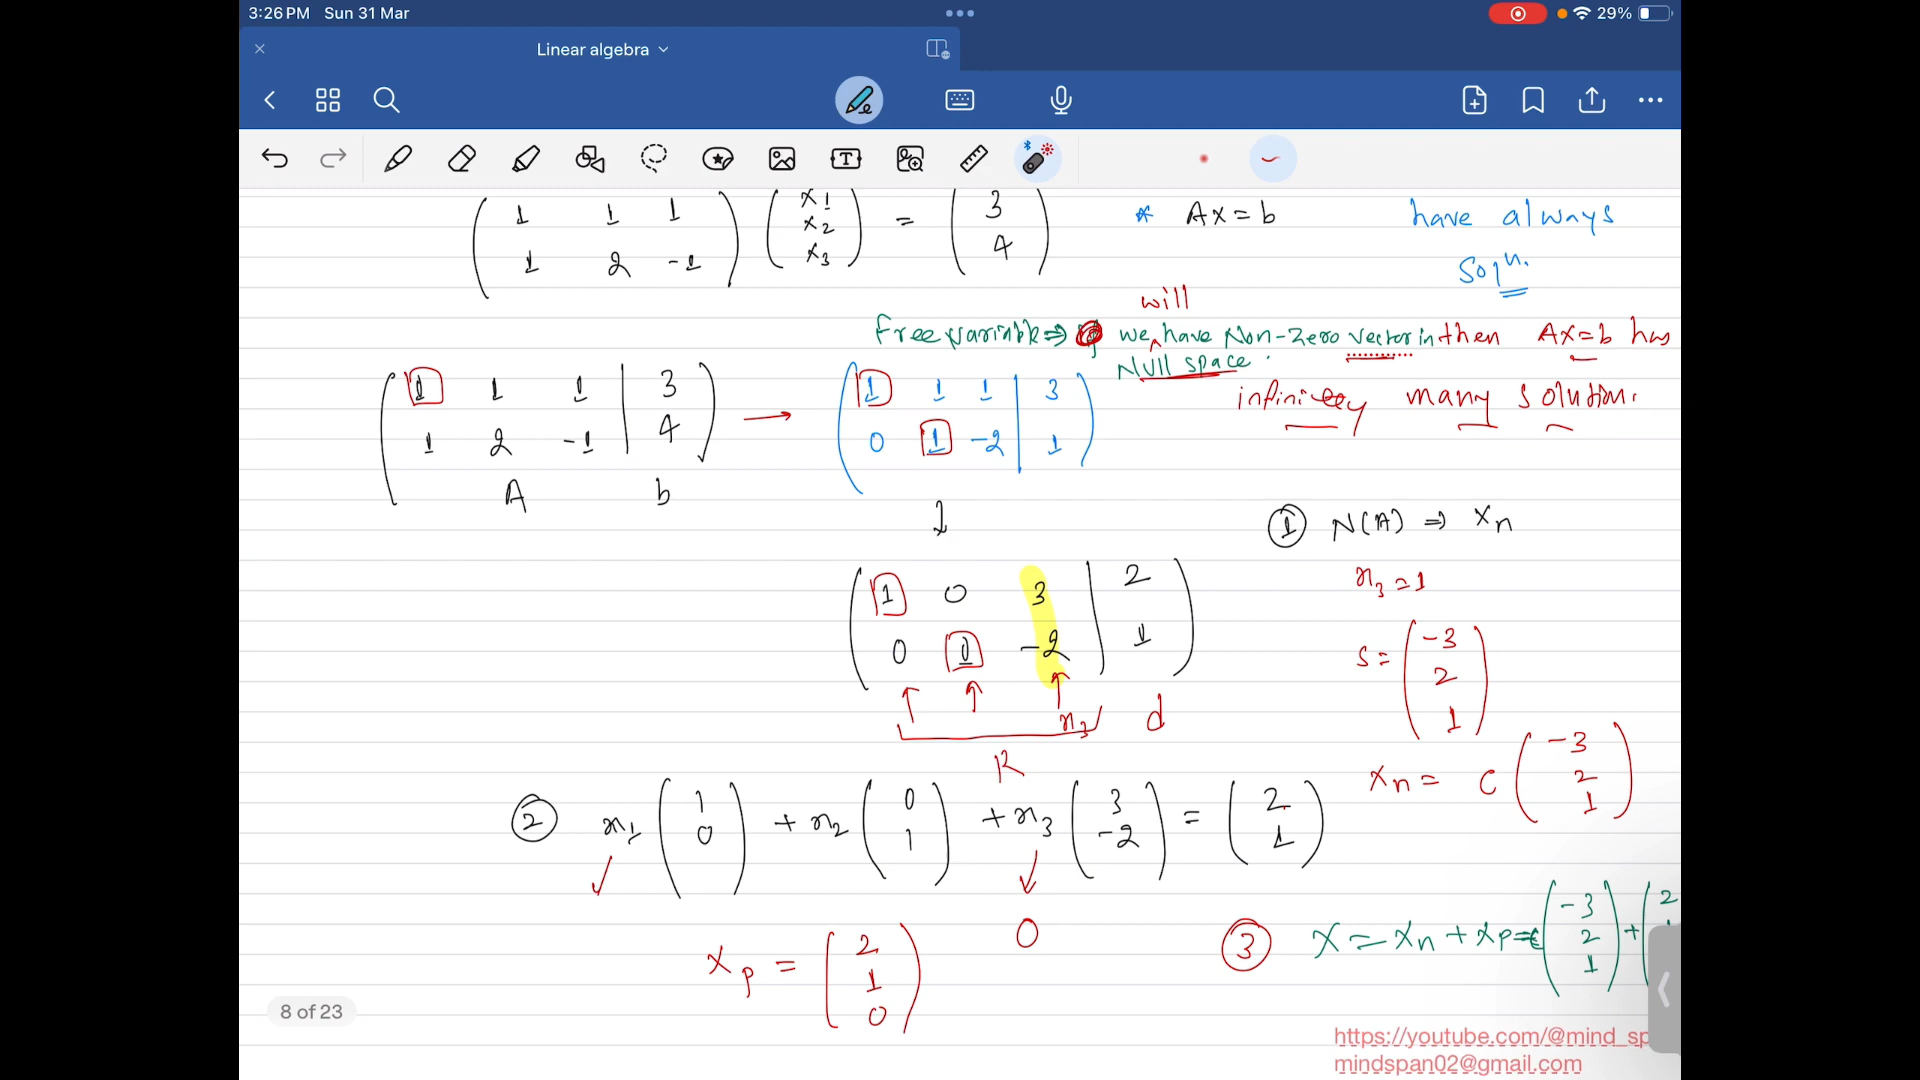 3:26 PM Sun 31 Mar 29%
Linear algebra
( 1 1 1 ) ( x1 ) = ( 3 ) * Ax = b have always
( 1 2 -1 ) ( x2 ) ( 4 ) Soln.
( x3 )
will
Free variable ⇒ we have Non-Zero vector in then Ax = b has
Null space.
infinitey many solution.
( 1 1 1 | 3 ) → ( 1 1 1 | 3 )
( 1 2 -1 | 4 ) ( 0 1 -2 | 1 )
A b
① N(A) ⇒ xn
( 1 0 3 | 2 ) x3 = 1
( 0 1 -2 | 1 ) s = ( -3 2 1 )
x3 d
R xn = c ( -3 2 1 )
② x1 ( 1 0 ) + x2 ( 0 1 ) + x3 ( 3 -2 ) = ( 2 1 )
✓ 0
xp = ( 2 1 0 )
③ X = xn + xp = c ( -3 2 1 ) + ( 2
8 of 23
https://youtube.com/@mind_sp
mindspan02@gmail.com